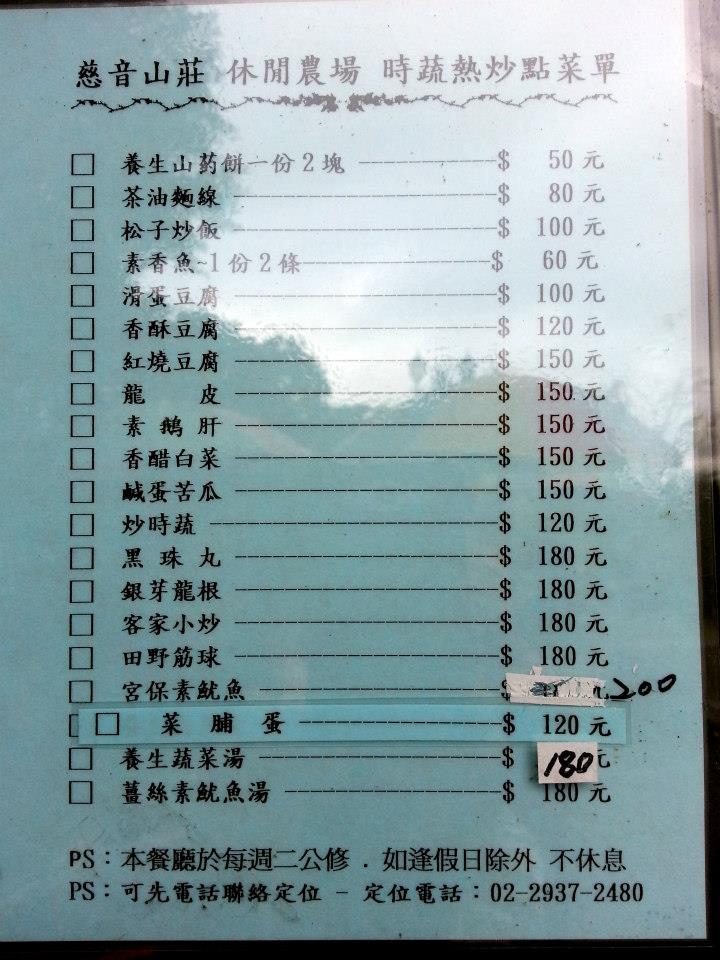 慈音山莊 休閒農場 時蔬熱炒點菜單
□ 養生山药餅一份2塊 ----------$ 50元
□ 茶油麵線 ----------$ 80元
□ 松子炒飯 ----------$ 100元
□ 素香魚~1份2條----------$ 60元
□ 滑蛋豆腐 ----------$ 100元
□ 香酥豆腐 ----------$ 120元
□ 紅燒豆腐 ----------$ 150元
□ 龍 皮 ----------$ 150元
□ 素鵝肝 ----------$ 150元
□ 香醋白菜 ----------$ 150元
□ 鹹蛋苦瓜 ----------$ 150元
□ 炒時蔬 ----------$ 120元
□ 黑珠丸 ----------$ 180元
□ 銀芽龍根 ----------$ 180元
□ 客家小炒 ----------$ 180元
□ 田野筋球 ----------$ 180元
□ 宮保素魷魚 ----------$ 元200
□ 菜脯蛋 ----------$ 120元
□ 養生蔬菜湯 ----------$ 180元
□ 薑絲素魷魚湯 ----------$ 180元
PS：本餐廳於每週二公修．如逢假日除外 不休息
PS：可先電話聯絡定位 - 定位電話：02-2937-2480